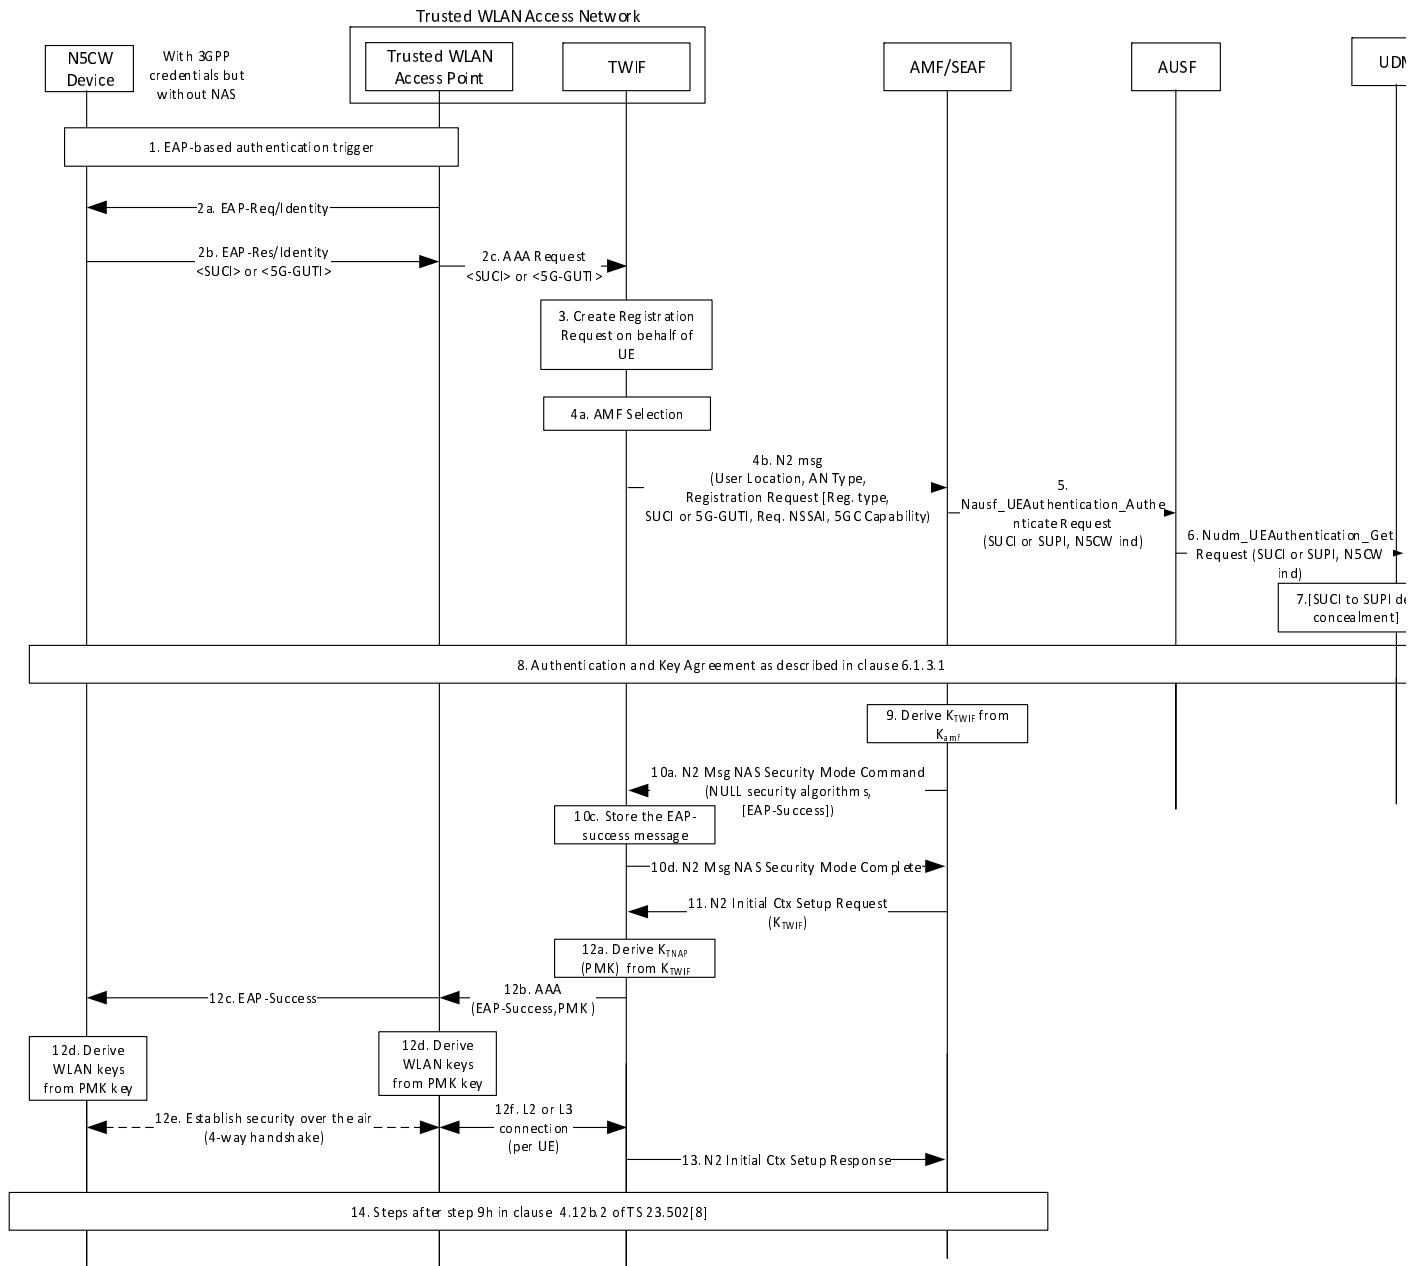 Trusted WLAN Access Network
N5CW
Device
With 3GPP
credentials but
without NAS
Trusted WLAN
Access Point
TWIF
AMF/SEAF
AUSF
UDM
1. EAP-based authentication trigger
2a. EAP-Req/Identity
2b. EAP-Res/Identity
<SUCI> or <5G-GUTI>
2c. AAA Request
<SUCI> or <5G-GUTI>
3. Create Registration
Request on behalf of
UE
4a. AMF Selection
4b. N2 msg
(User Location, AN Type,
Registration Request [Reg. type,
SUCI or 5G-GUTI, Req. NSSAI, 5GC Capability)
5.
Nausf_UEAuthentication_Authe
nticate Request
(SUCI or SUPI, N5CW ind)
6. Nudm_UEAuthentication_Get
Request (SUCI or SUPI, N5CW
ind)
7.[SUCI to SUPI de
concealment]
8. Authentication and Key Agreement as described in clause 6.1.3.1
9. Derive KTWIF from
Kamf
10a. N2 Msg NAS Security Mode Command
(NULL security algorithms,
[EAP-Success])
10c. Store the EAP-
success message
10d. N2 Msg NAS Security Mode Complete
11. N2 Initial Ctx Setup Request
(KTWIF)
12a. Derive KTNAP
(PMK) from KTWIF
12b. AAA
(EAP-Success,PMK )
12c. EAP-Success
12d. Derive
WLAN keys
from PMK key
12d. Derive
WLAN keys
from PMK key
12e. Establish security over the air
(4-way handshake)
12f. L2 or L3
connection
(per UE)
13. N2 Initial Ctx Setup Response
14. Steps after step 9h in clause 4.12b.2 of TS 23.502[8]